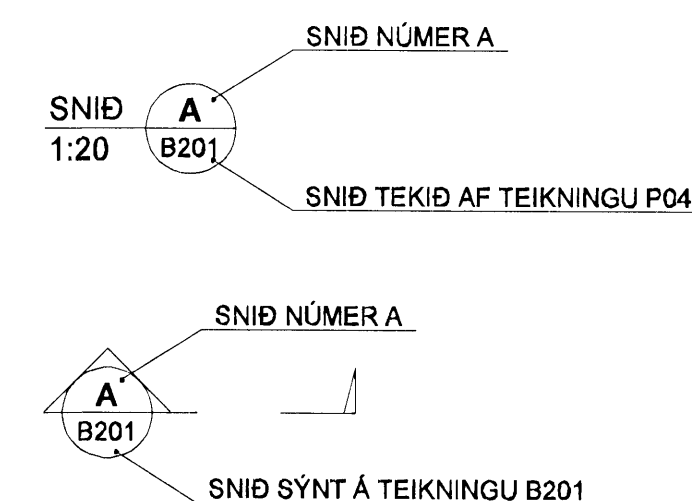 SNIÐ NÚMER A
SNIÐ
A
1:20
B201
SNIÐ TEKIÐ AF TEIKNINGU P04
SNIÐ NÚMER A
A
B201
SNIÐ SÝNT Á TEIKNINGU B201